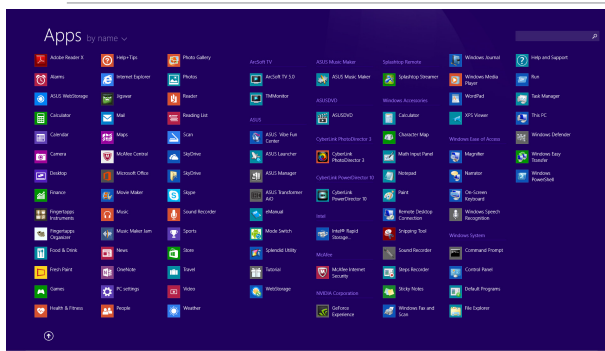 Apps by name
Adobe Reader X
Alarms
ASUS WebStorage
Calculator
Calendar
Camera
Desktop
Finance
Fingertapps
Instruments
Fingertapps
Organizer
Food & Drink
Fresh Paint
Games
Health & Fitness
Help+Tips
Internet Explorer
Jigswar
Mail
Maps
McAfee Central
Microsoft Office
Movie Maker
Music
Music Maker Jam
News
OneNote
PC settings
People
Photo Gallery
Photos
Reader
Reading List
Scan
SkyDrive
SkyDrive
Skype
Sound Recorder
Sports
Store
Travel
Video
Weather
ArcSoft TV
ArcSoft TV 5.0
TMMonitor
ASUS
ASUS Vibe Fun
Center
ASUS Launcher
ASUS Manager
ASUS Transformer
AiO
eManual
Mode Switch
Splendid Utility
Tutorial
WebStorage
ASUS Music Maker
ASUS Music Maker
ASUSDVD
ASUSDVD
CyberLink PhotoDirector 3
CyberLink
PhotoDirector 3
CyberLink PowerDirector 10
CyberLink
PowerDirector 10
Intel
Intel® Rapid
Storage...
McAfee
McAfee Internet
Security
NVIDIA Corporation
GeForce
Experience
Splashtop Remote
Splashtop Streamer
Windows Accessories
Calculator
Character Map
Math Input Panel
Notepad
Paint
Remote Desktop
Connection
Snipping Tool
Sound Recorder
Steps Recorder
Sticky Notes
Windows Fax and
Scan
Windows Journal
Windows Media
Player
WordPad
XPS Viewer
Windows Ease of Access
Magnifier
Narrator
On-Screen
Keyboard
Windows Speech
Recognition
Windows System
Command Prompt
Control Panel
Default Programs
File Explorer
Help and Support
Run
Task Manager
This PC
Windows Defender
Windows Easy
Transfer
Windows
PowerShell